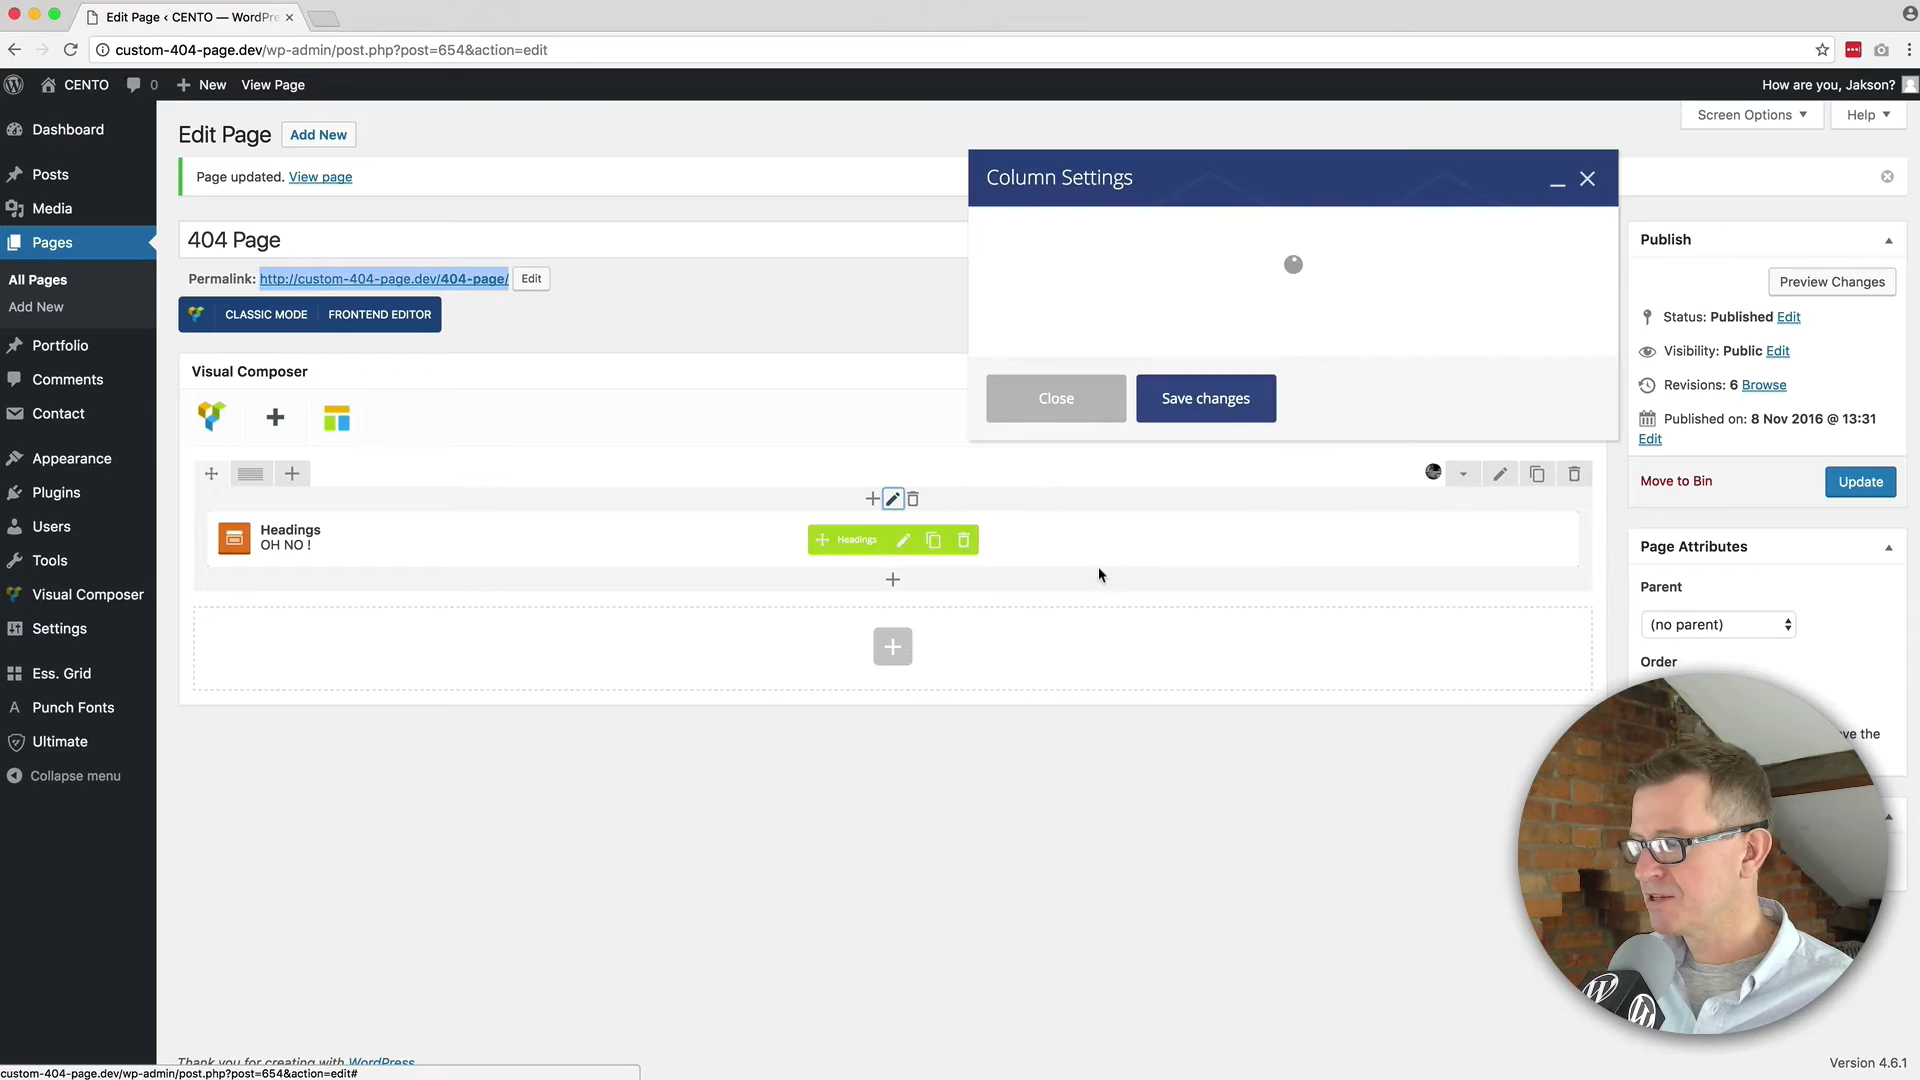 Edit Page ‹ CENTO — WordPre
custom-404-page.dev/wp-admin/post.php?post=654&action=edit
CENTO
0
New
View Page
How are you, Jakson?
Dashboard
Posts
Media
Pages
All Pages
Add New
Portfolio
Comments
Contact
Appearance
Plugins
Users
Tools
Visual Composer
Settings
Ess. Grid
Punch Fonts
Ultimate
Collapse menu
Edit Page
Add New
Screen Options
Help
Page updated. View page
404 Page
Permalink: http://custom-404-page.dev/404-page/
Edit
CLASSIC MODE
FRONTEND EDITOR
Visual Composer
Column Settings
Close
Save changes
Headings
OH NO !
Headings
Publish
Preview Changes
Status: Published Edit
Visibility: Public Edit
Revisions: 6 Browse
Published on: 8 Nov 2016 @ 13:31
Edit
Move to Bin
Update
Page Attributes
Parent
(no parent)
Order
ve the
Thank you for creating with WordPress
Version 4.6.1
custom-404-page.dev/wp-admin/post.php?post=654&action=edit#